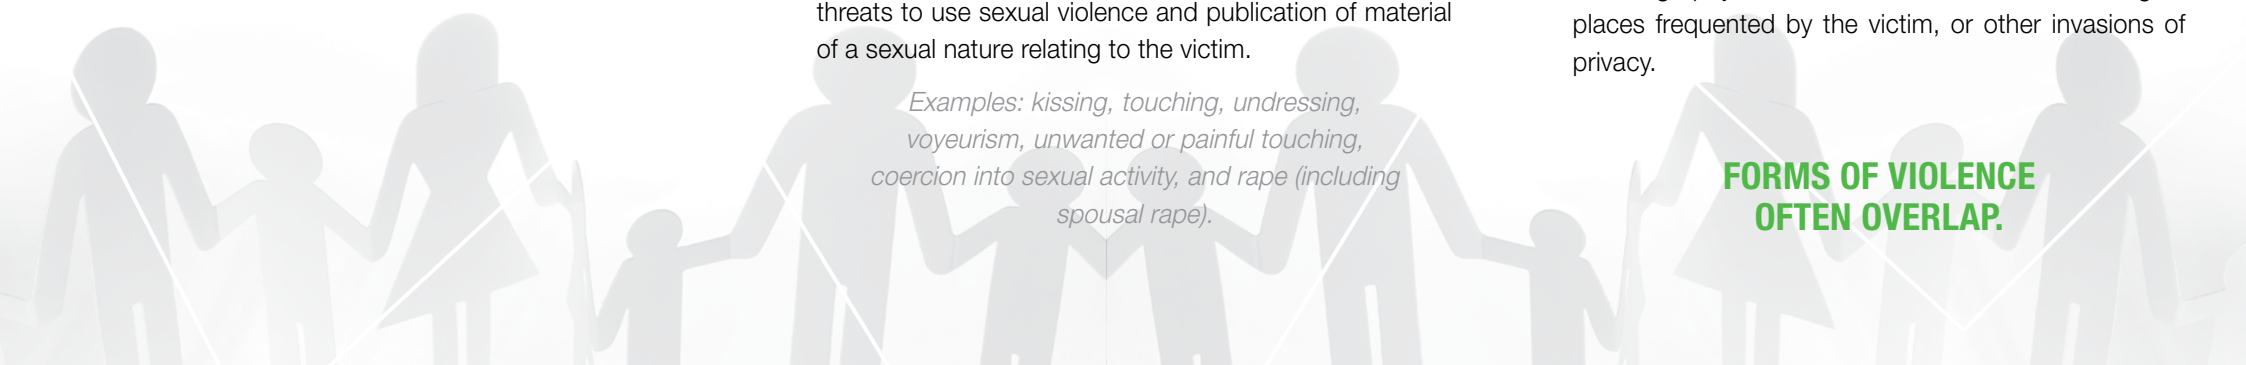 threats to use sexual violence and publication of material
of a sexual nature relating to the victim.
Examples: kissing, touching, undressing,
voyeurism, unwanted or painful touching,
coercion into sexual activity, and rape (including
spousal rape).
places frequented by the victim, or other invasions of
privacy.
FORMS OF VIOLENCE
OFTEN OVERLAP.